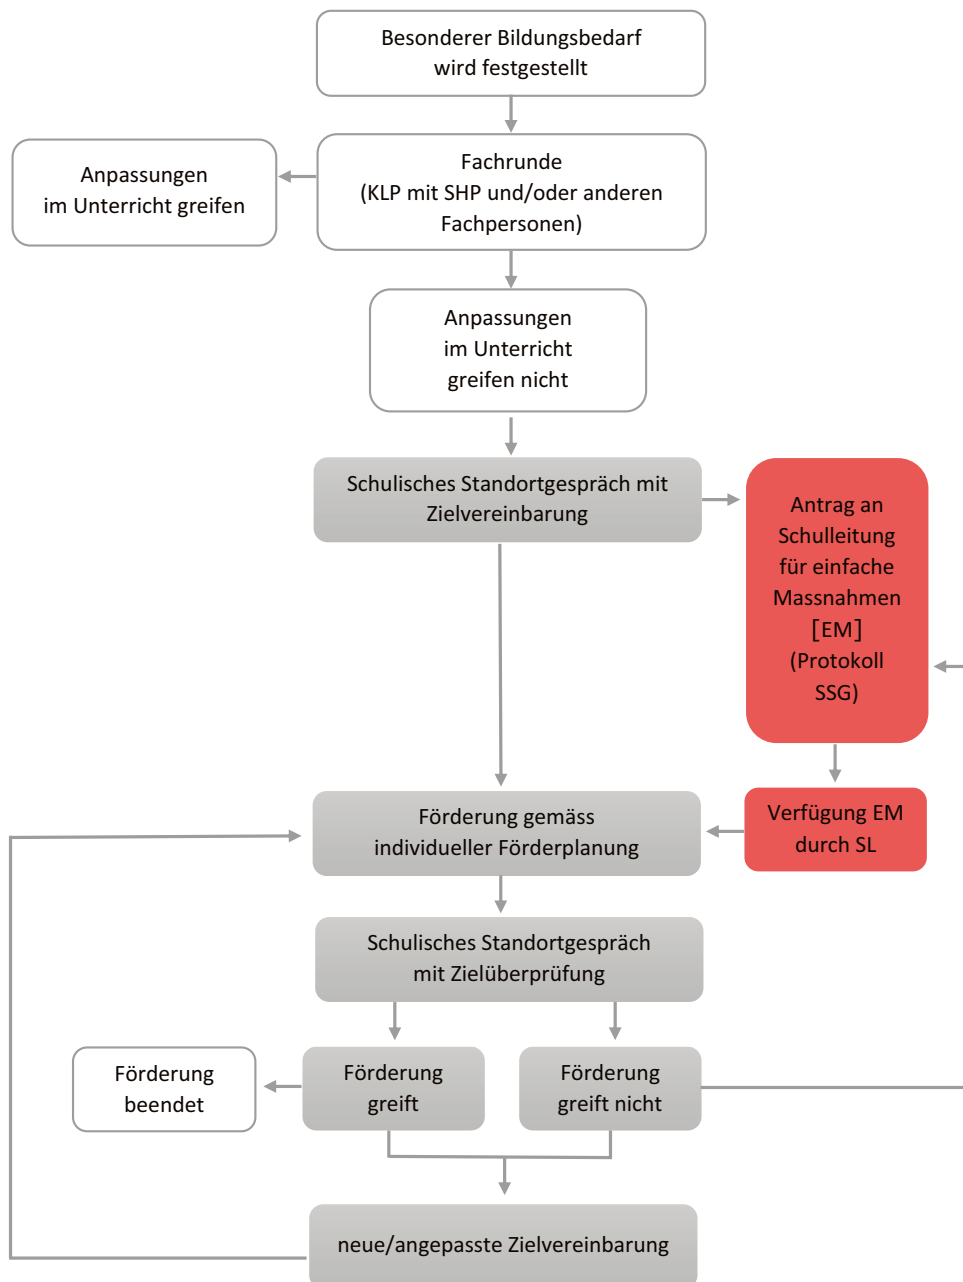 Besonderer Bildungsbedarf
wird festgestellt
Fachrunde
(KLP mit SHP und/oder anderen
Fachpersonen)
Anpassungen
im Unterricht greifen
Anpassungen
im Unterricht
greifen nicht
Schulisches Standortgespräch mit
Zielvereinbarung
Antrag an
Schulleitung
für einfache
Massnahmen
[EM]
(Protokoll
SSG)
Verfügung EM
durch SL
Förderung gemäss
individueller Förderplanung
Schulisches Standortgespräch
mit Zielüberprüfung
Förderung
beendet
Förderung
greift
Förderung
greift nicht
neue/angepasste Zielvereinbarung